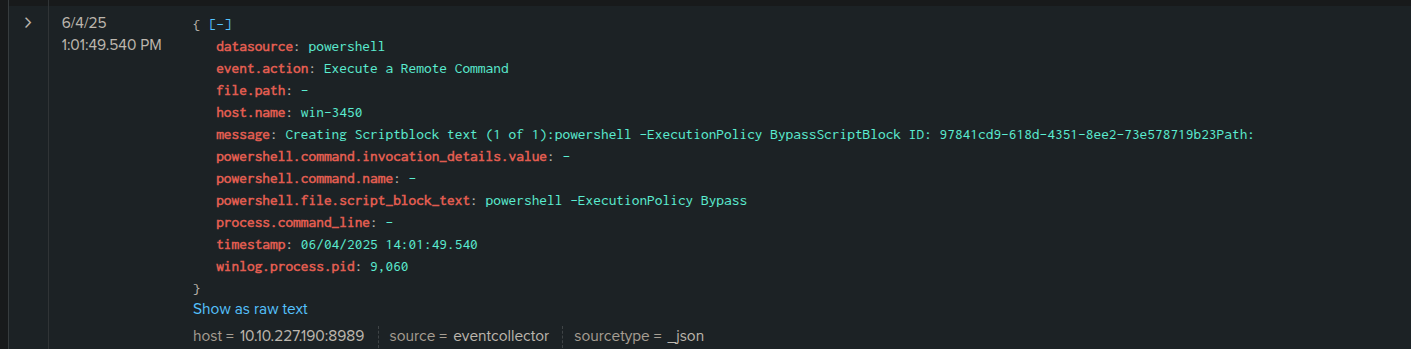 > 6/4/25 { [-]
1:01:49.540 PM datasource: powershell
event.action: Execute a Remote Command
file.path: -
host.name: win-3450
message: Creating Scriptblock text (1 of 1):powershell -ExecutionPolicy BypassScriptBlock ID: 97841cd9-618d-4351-8ee2-73e578719b23Path:
powershell.command.invocation_details.value: -
powershell.command.name: -
powershell.file.script_block_text: powershell -ExecutionPolicy Bypass
process.command_line: -
timestamp: 06/04/2025 14:01:49.540
winlog.process.pid: 9,060
}
Show as raw text
host = 10.10.227.190:8989 source = eventcollector sourcetype = _json